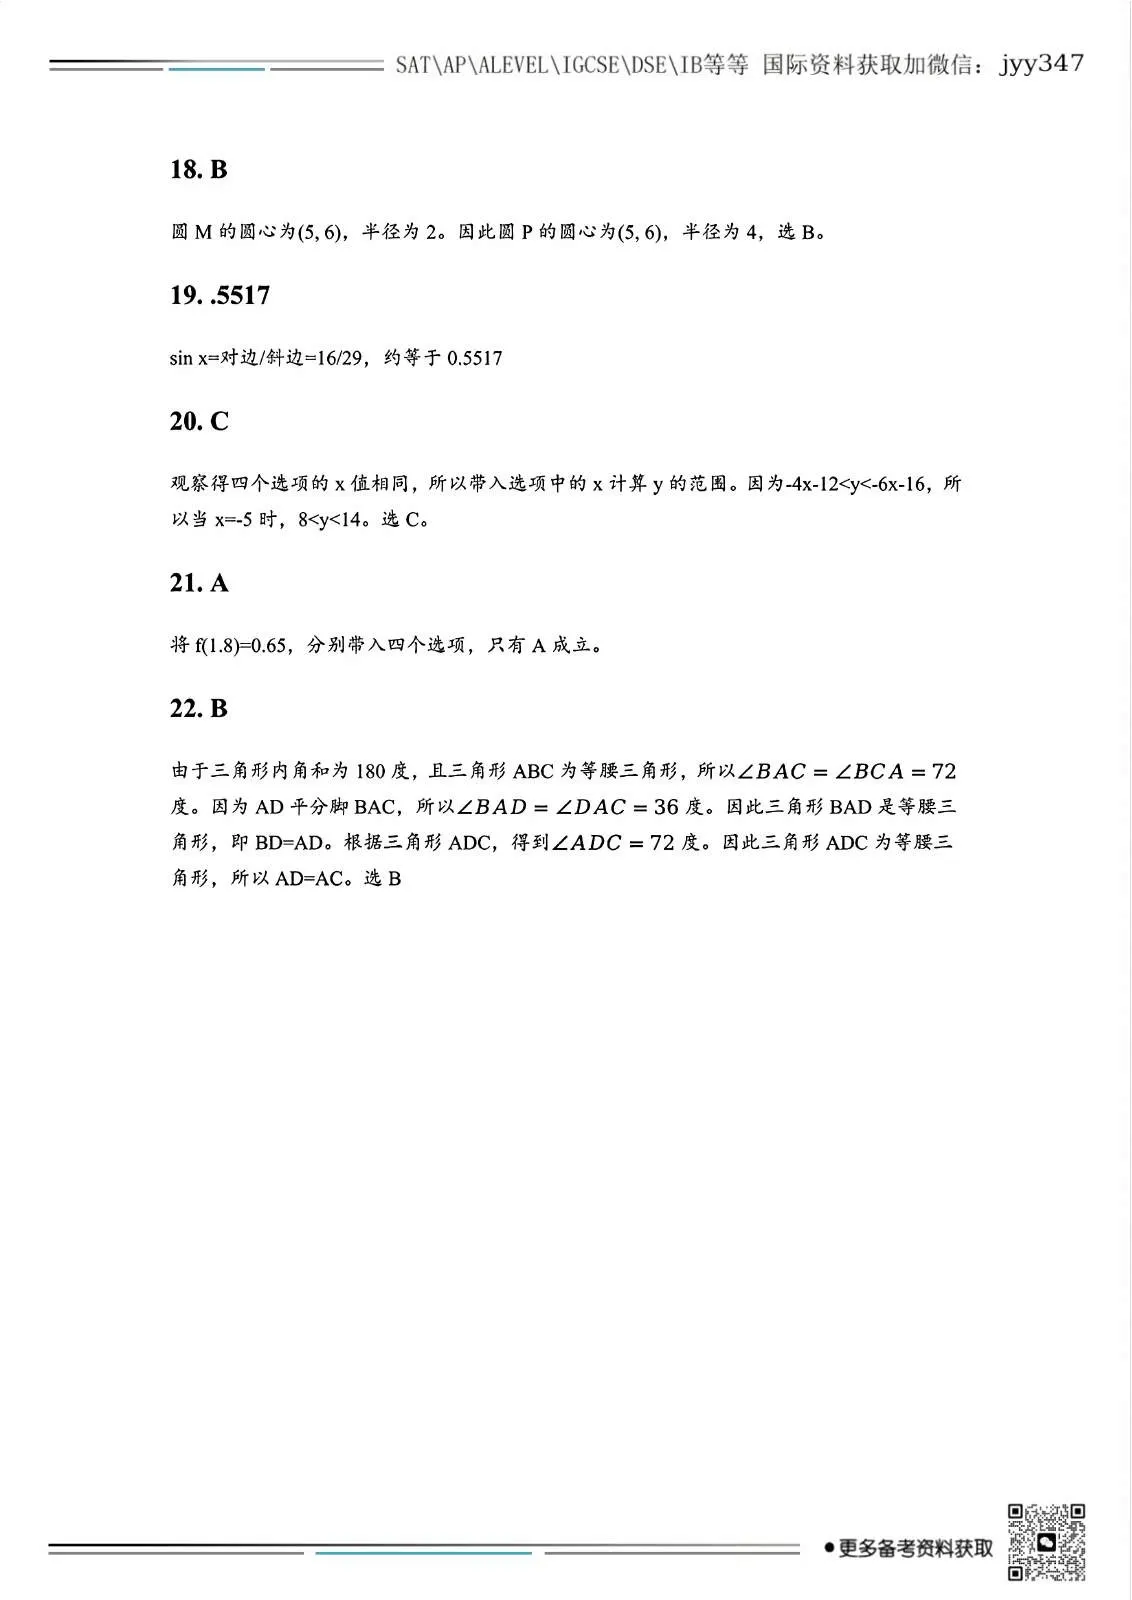 SAT\AP\ALEVEL\IGCSE\DSE\IB等等 国际资料获取加微信：jyy347
18. B
圆 M 的圆心为(5, 6)，半径为 2。因此圆 P 的圆心为(5, 6)，半径为 4，选 B。
19. .5517
sin x=对边/斜边=16/29，约等于 0.5517
20. C
观察得四个选项的 x 值相同，所以带入选项中的 x 计算 y 的范围。因为-4x-12<y<-6x-16，所
以当 x=-5 时，8<y<14。选 C。
21. A
将 f(1.8)=0.65，分别带入四个选项，只有 A 成立。
22. B
由于三角形内角和为 180 度，且三角形 ABC 为等腰三角形，所以∠BAC = ∠BCA = 72
度。因为 AD 平分脚 BAC，所以∠BAD = ∠DAC = 36 度。因此三角形 BAD 是等腰三
角形，即 BD=AD。根据三角形 ADC，得到∠ADC = 72 度。因此三角形 ADC 为等腰三
角形，所以 AD=AC。选 B
●更多备考资料获取